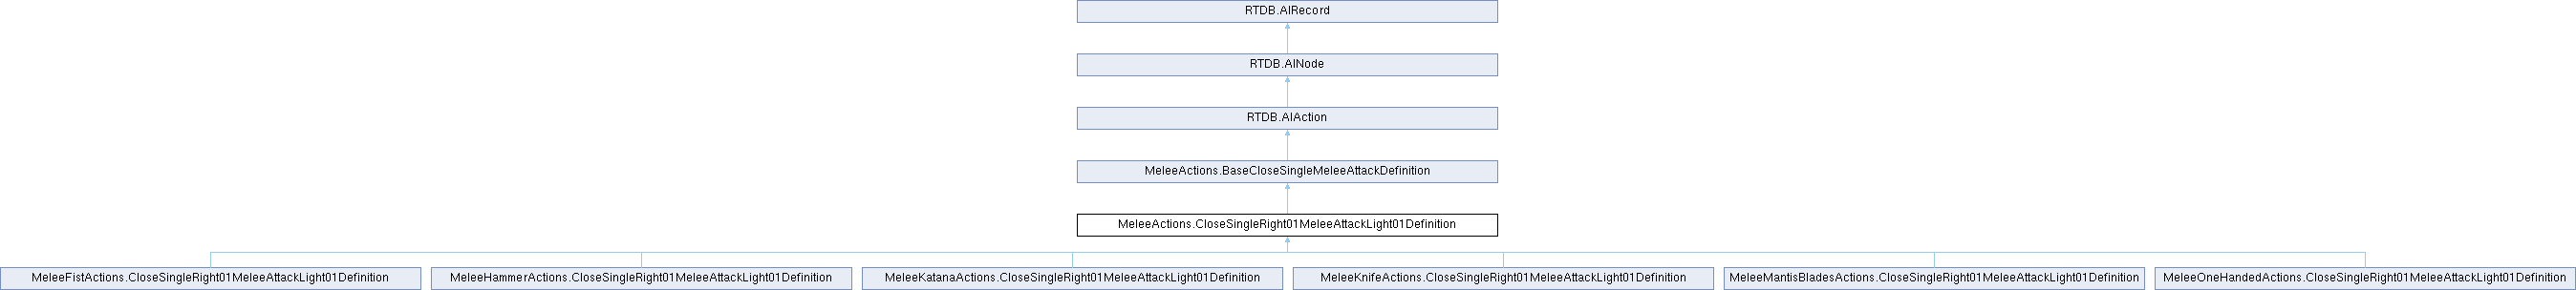 RTDB.AIRecord
RTDB.AINode
RTDB.AIAction
MeleeActions.BaseCloseSingleMeleeAttackDefinition
MeleeActions.CloseSingleRight01MeleeAttackLight01Definition
MeleeFistActions.CloseSingleRight01MeleeAttackLight01Definition
MeleeHammerActions.CloseSingleRight01MeleeAttackLight01Definition
MeleeKatanaActions.CloseSingleRight01MeleeAttackLight01Definition
MeleeKnifeActions.CloseSingleRight01MeleeAttackLight01Definition
MeleeMantisBladesActions.CloseSingleRight01MeleeAttackLight01Definition
MeleeOneHandedActions.CloseSingleRight01MeleeAttackLight01Definition